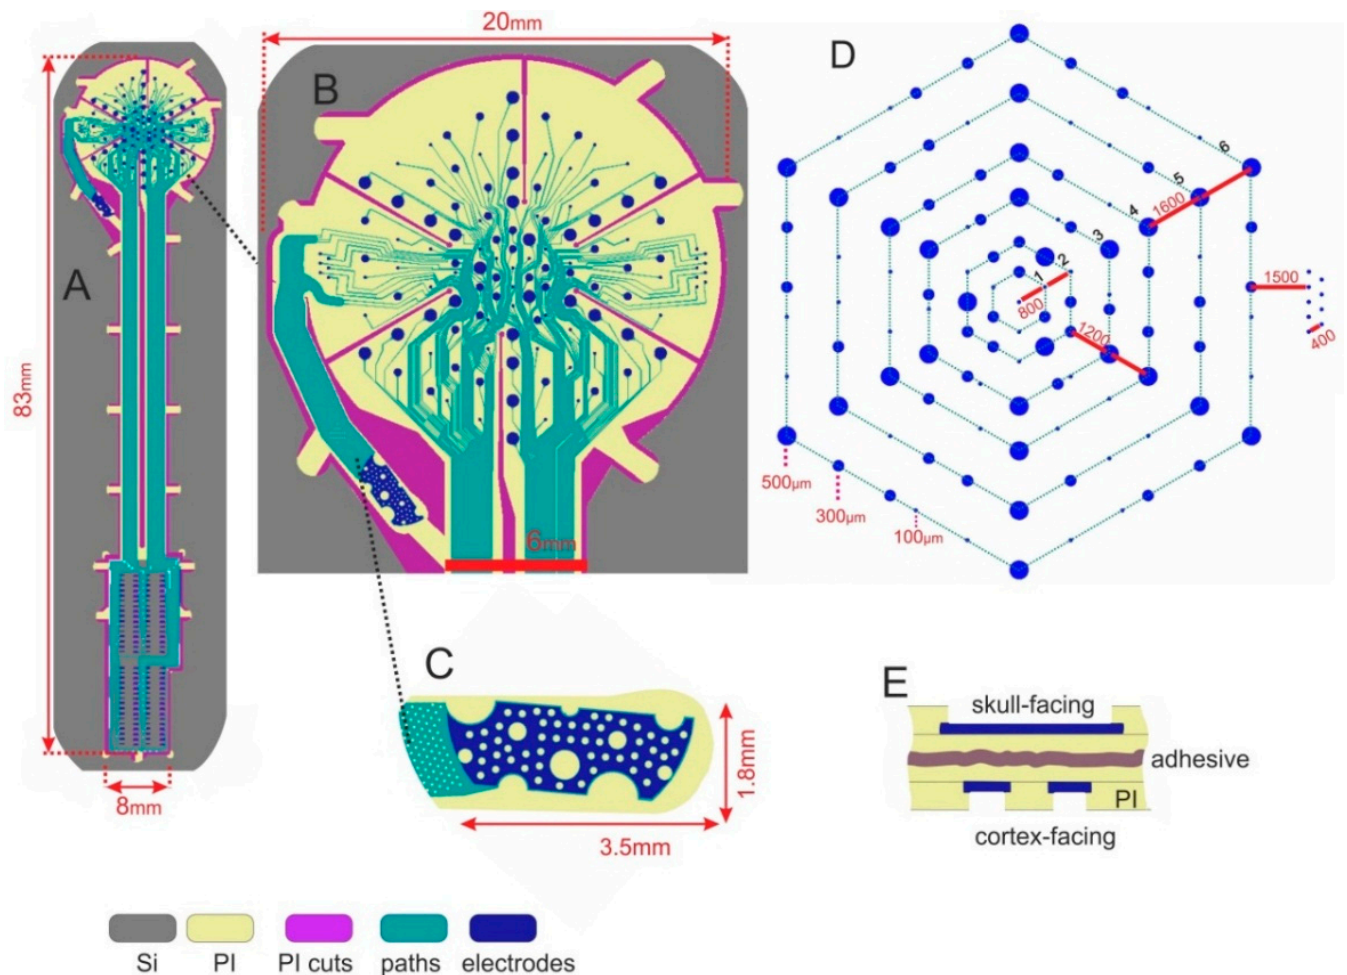 20mm
B
D
6
5
4
1600
3
2
1
800
1500
400
1200
A
83mm
500µm
300µm
100µm
6mm
C
E
skull-facing
adhesive
PI
cortex-facing
1.8mm
8mm
3.5mm
Si
PI
PI cuts
paths
electrodes